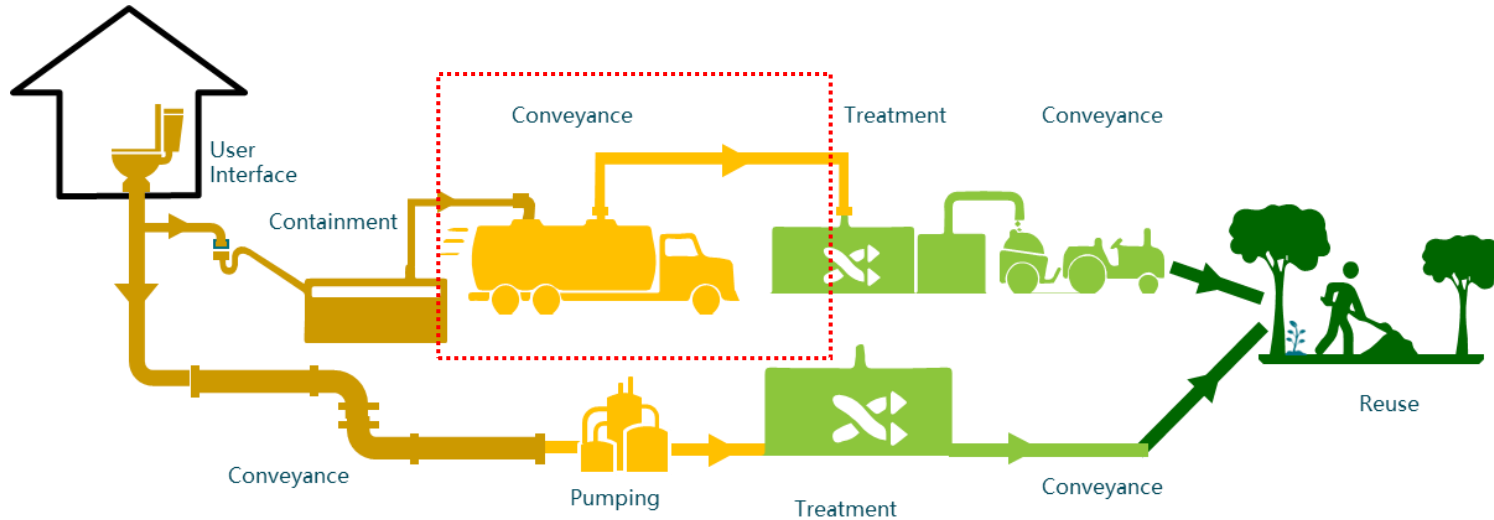 Conveyance
Treatment
Conveyance
User
Interface
Containment
Reuse
Conveyance
Pumping
Treatment
Conveyance